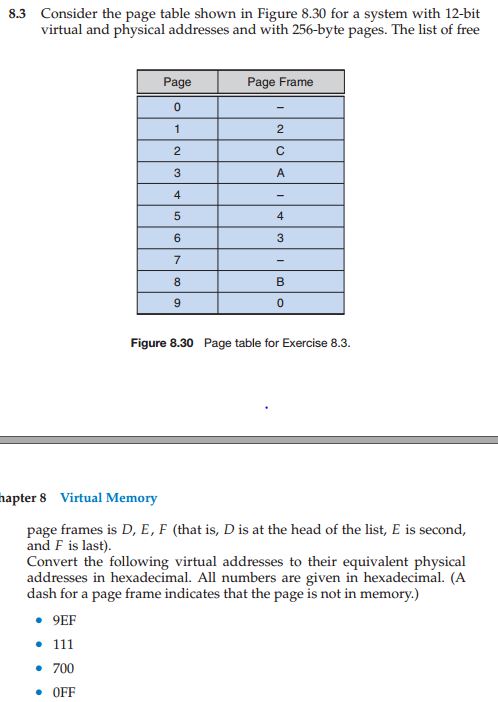 8.3 Consider the page table shown in Figure 8.30 for a system with 12-bit
virtual and physical addresses and with 256-byte pages. The list of free
Page Page Frame
0 –
1 2
2 C
3 A
4 –
5 4
6 3
7 –
8 B
9 0
Figure 8.30 Page table for Exercise 8.3.
hapter 8 Virtual Memory
page frames is D, E, F (that is, D is at the head of the list, E is second,
and F is last).
Convert the following virtual addresses to their equivalent physical
addresses in hexadecimal. All numbers are given in hexadecimal. (A
dash for a page frame indicates that the page is not in memory.)
• 9EF
• 111
• 700
• 0FF